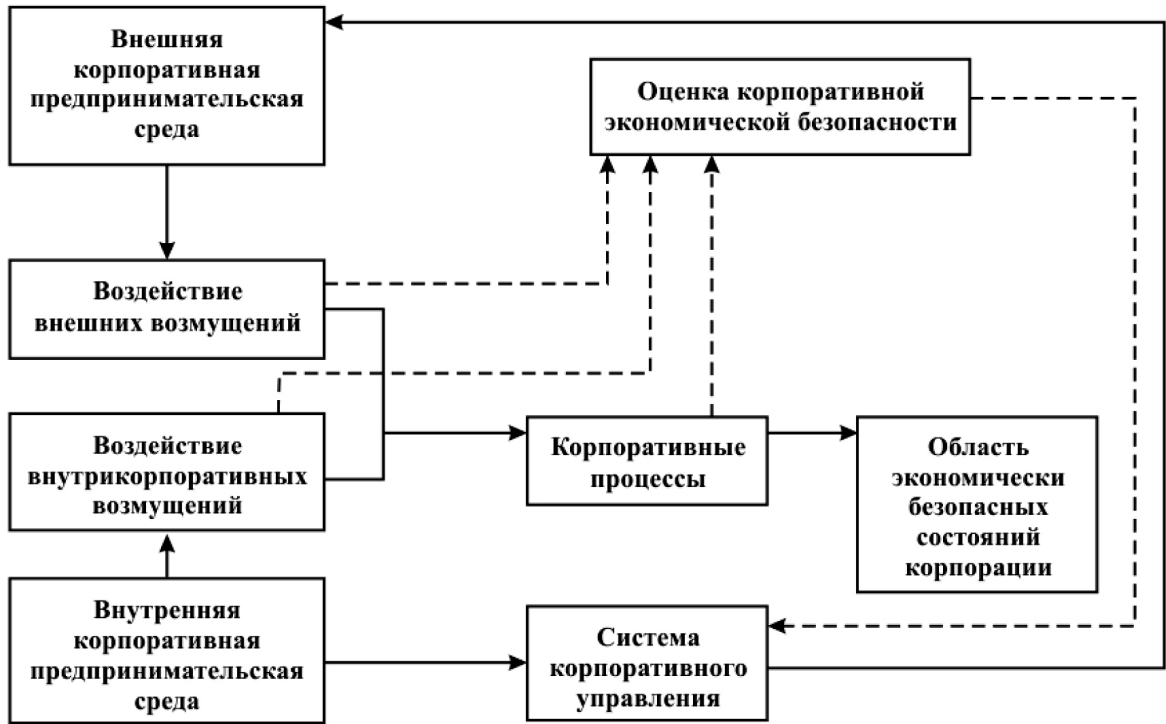 Внешняя
корпоративная
предпринимательская
среда
Оценка корпоративной
экономической безопасности
Воздействие
внешних возмущений
Воздействие
внутрикорпоративных
возмущений
Корпоративные
процессы
Область
экономически
безопасных
состояний
корпорации
Внутренняя
корпоративная
предпринимательская
среда
Система
корпоративного
управления